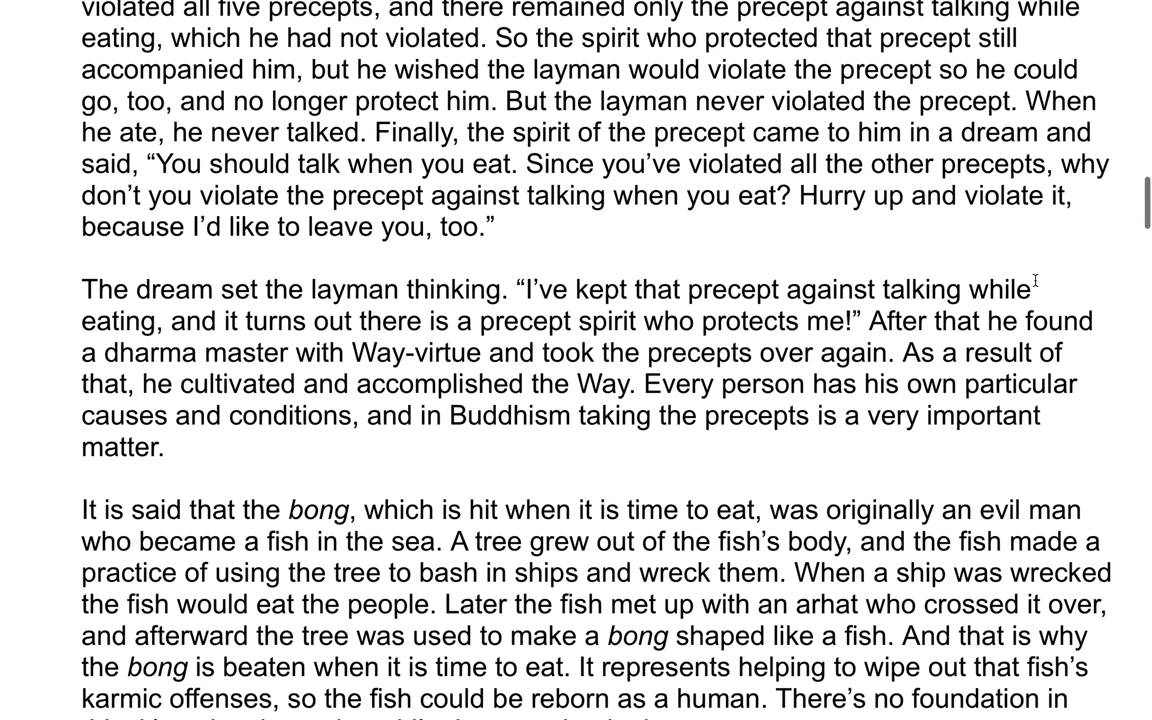 violated all five precepts, and there remained only the precept against talking while
eating, which he had not violated. So the spirit who protected that precept still
accompanied him, but he wished the layman would violate the precept so he could
go, too, and no longer protect him. But the layman never violated the precept. When
he ate, he never talked. Finally, the spirit of the precept came to him in a dream and
said, “You should talk when you eat. Since you’ve violated all the other precepts, why
don’t you violate the precept against talking when you eat? Hurry up and violate it,
because I’d like to leave you, too.”
The dream set the layman thinking. “I’ve kept that precept against talking while
eating, and it turns out there is a precept spirit who protects me!” After that he found
a dharma master with Way-virtue and took the precepts over again. As a result of
that, he cultivated and accomplished the Way. Every person has his own particular
causes and conditions, and in Buddhism taking the precepts is a very important
matter.
It is said that the bong, which is hit when it is time to eat, was originally an evil man
who became a fish in the sea. A tree grew out of the fish’s body, and the fish made a
practice of using the tree to bash in ships and wreck them. When a ship was wrecked
the fish would eat the people. Later the fish met up with an arhat who crossed it over,
and afterward the tree was used to make a bong shaped like a fish. And that is why
the bong is beaten when it is time to eat. It represents helping to wipe out that fish’s
karmic offenses, so the fish could be reborn as a human. There’s no foundation in